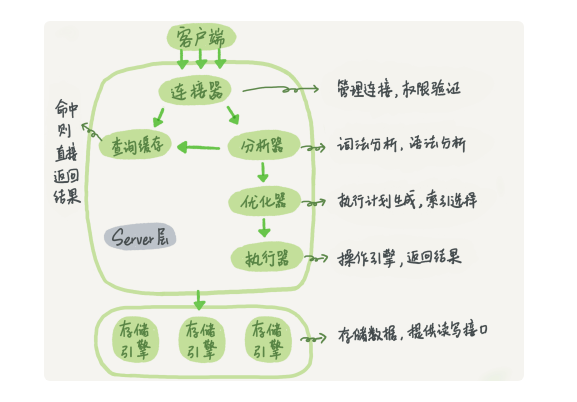 客户端
连接器
管理连接，权限验证
命中
则
直接
返回
结果
查询缓存
分析器
词法分析，语法分析
优化器
执行计划生成，索引选择
Server层
执行器
操作引擎，返回结果
存储
引擎
存储
引擎
存储
引擎
存储数据，提供读写接口